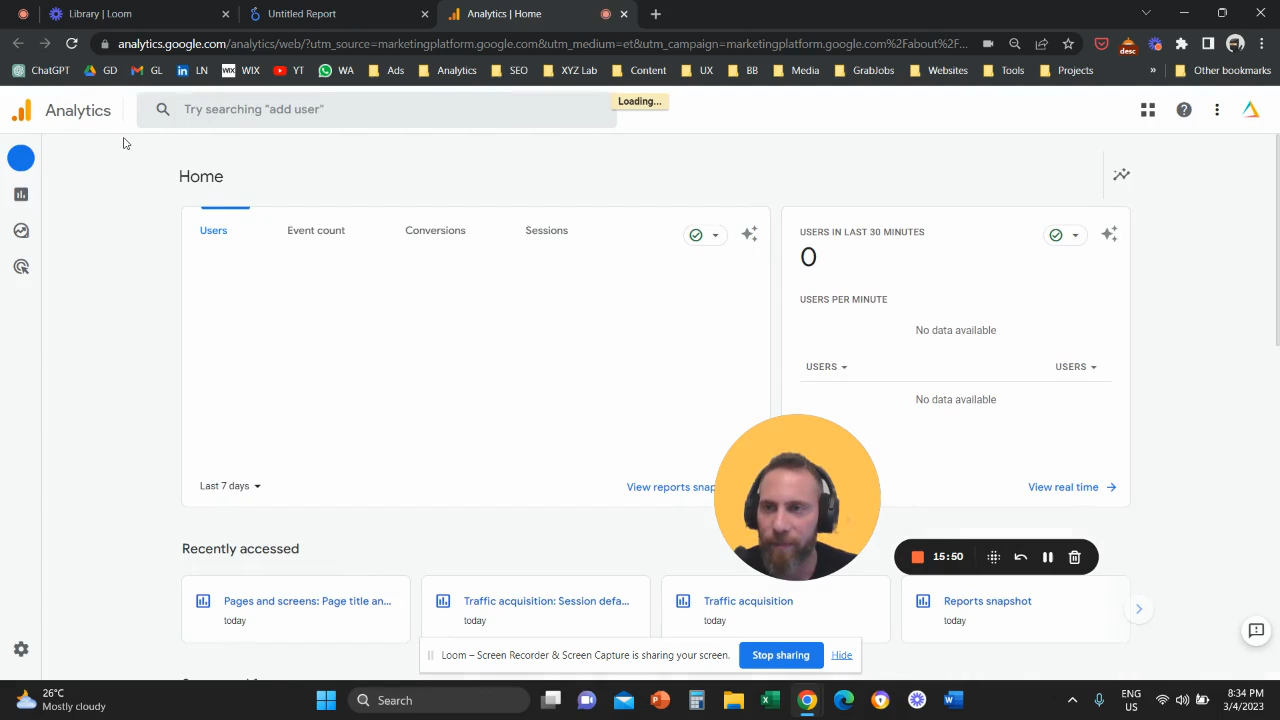 Library | Loom
Untitled Report
Analytics | Home
analytics.google.com/analytics/web/?utm_source=marketingplatform.google.com&utm_medium=et&utm_campaign=marketingplatform.google.com%2Fabout%2F...
ChatGPT GD GL LN WIX WIX YT WA Ads Analytics SEO XYZ Lab Content UX BB Media GrabJobs Websites Tools Projects » Other bookmarks
desc
Analytics
Try searching "add user"
Loading...
Home
Users Event count Conversions Sessions
USERS IN LAST 30 MINUTES
0
USERS PER MINUTE
No data available
USERS USERS
No data available
Last 7 days
View reports snap
View real time
Recently accessed
15:50
Pages and screens: Page title an...
today
Traffic acquisition: Session defa...
today
Traffic acquisition
today
Reports snapshot
today
Loom – Screen Recorder & Screen Capture is sharing your screen. Stop sharing Hide
26°C
Mostly cloudy
Search
ENG
US
8:34 PM
3/4/2023